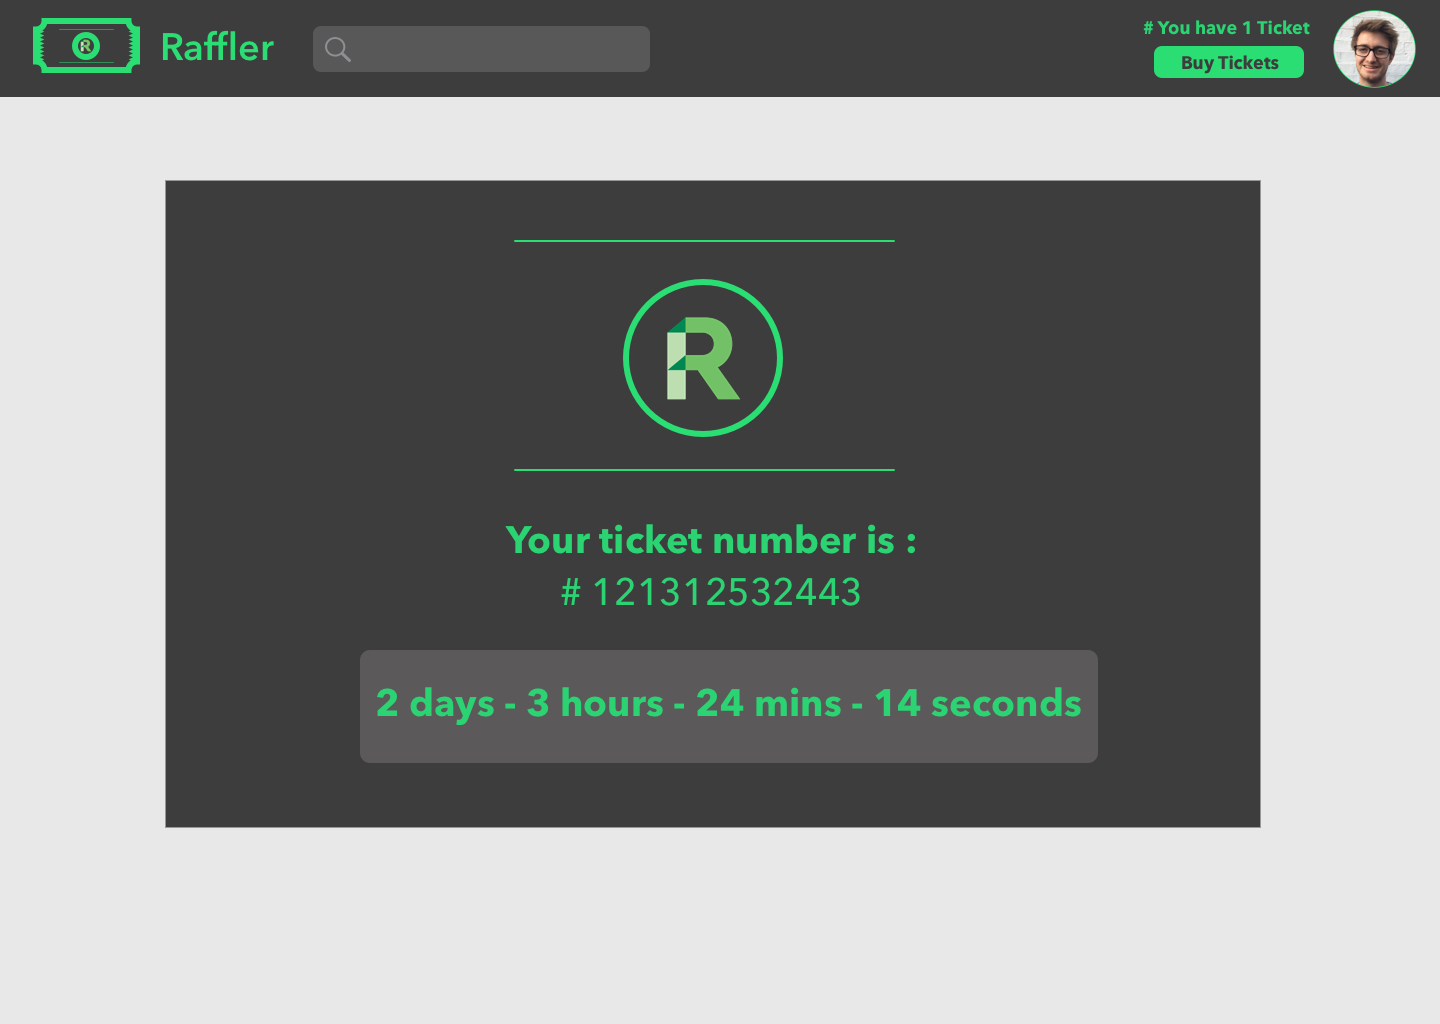 R
Raffler
# You have 1 Ticket
Buy Tickets
R
Your ticket number is :
# 121312532443
2 days - 3 hours - 24 mins - 14 seconds